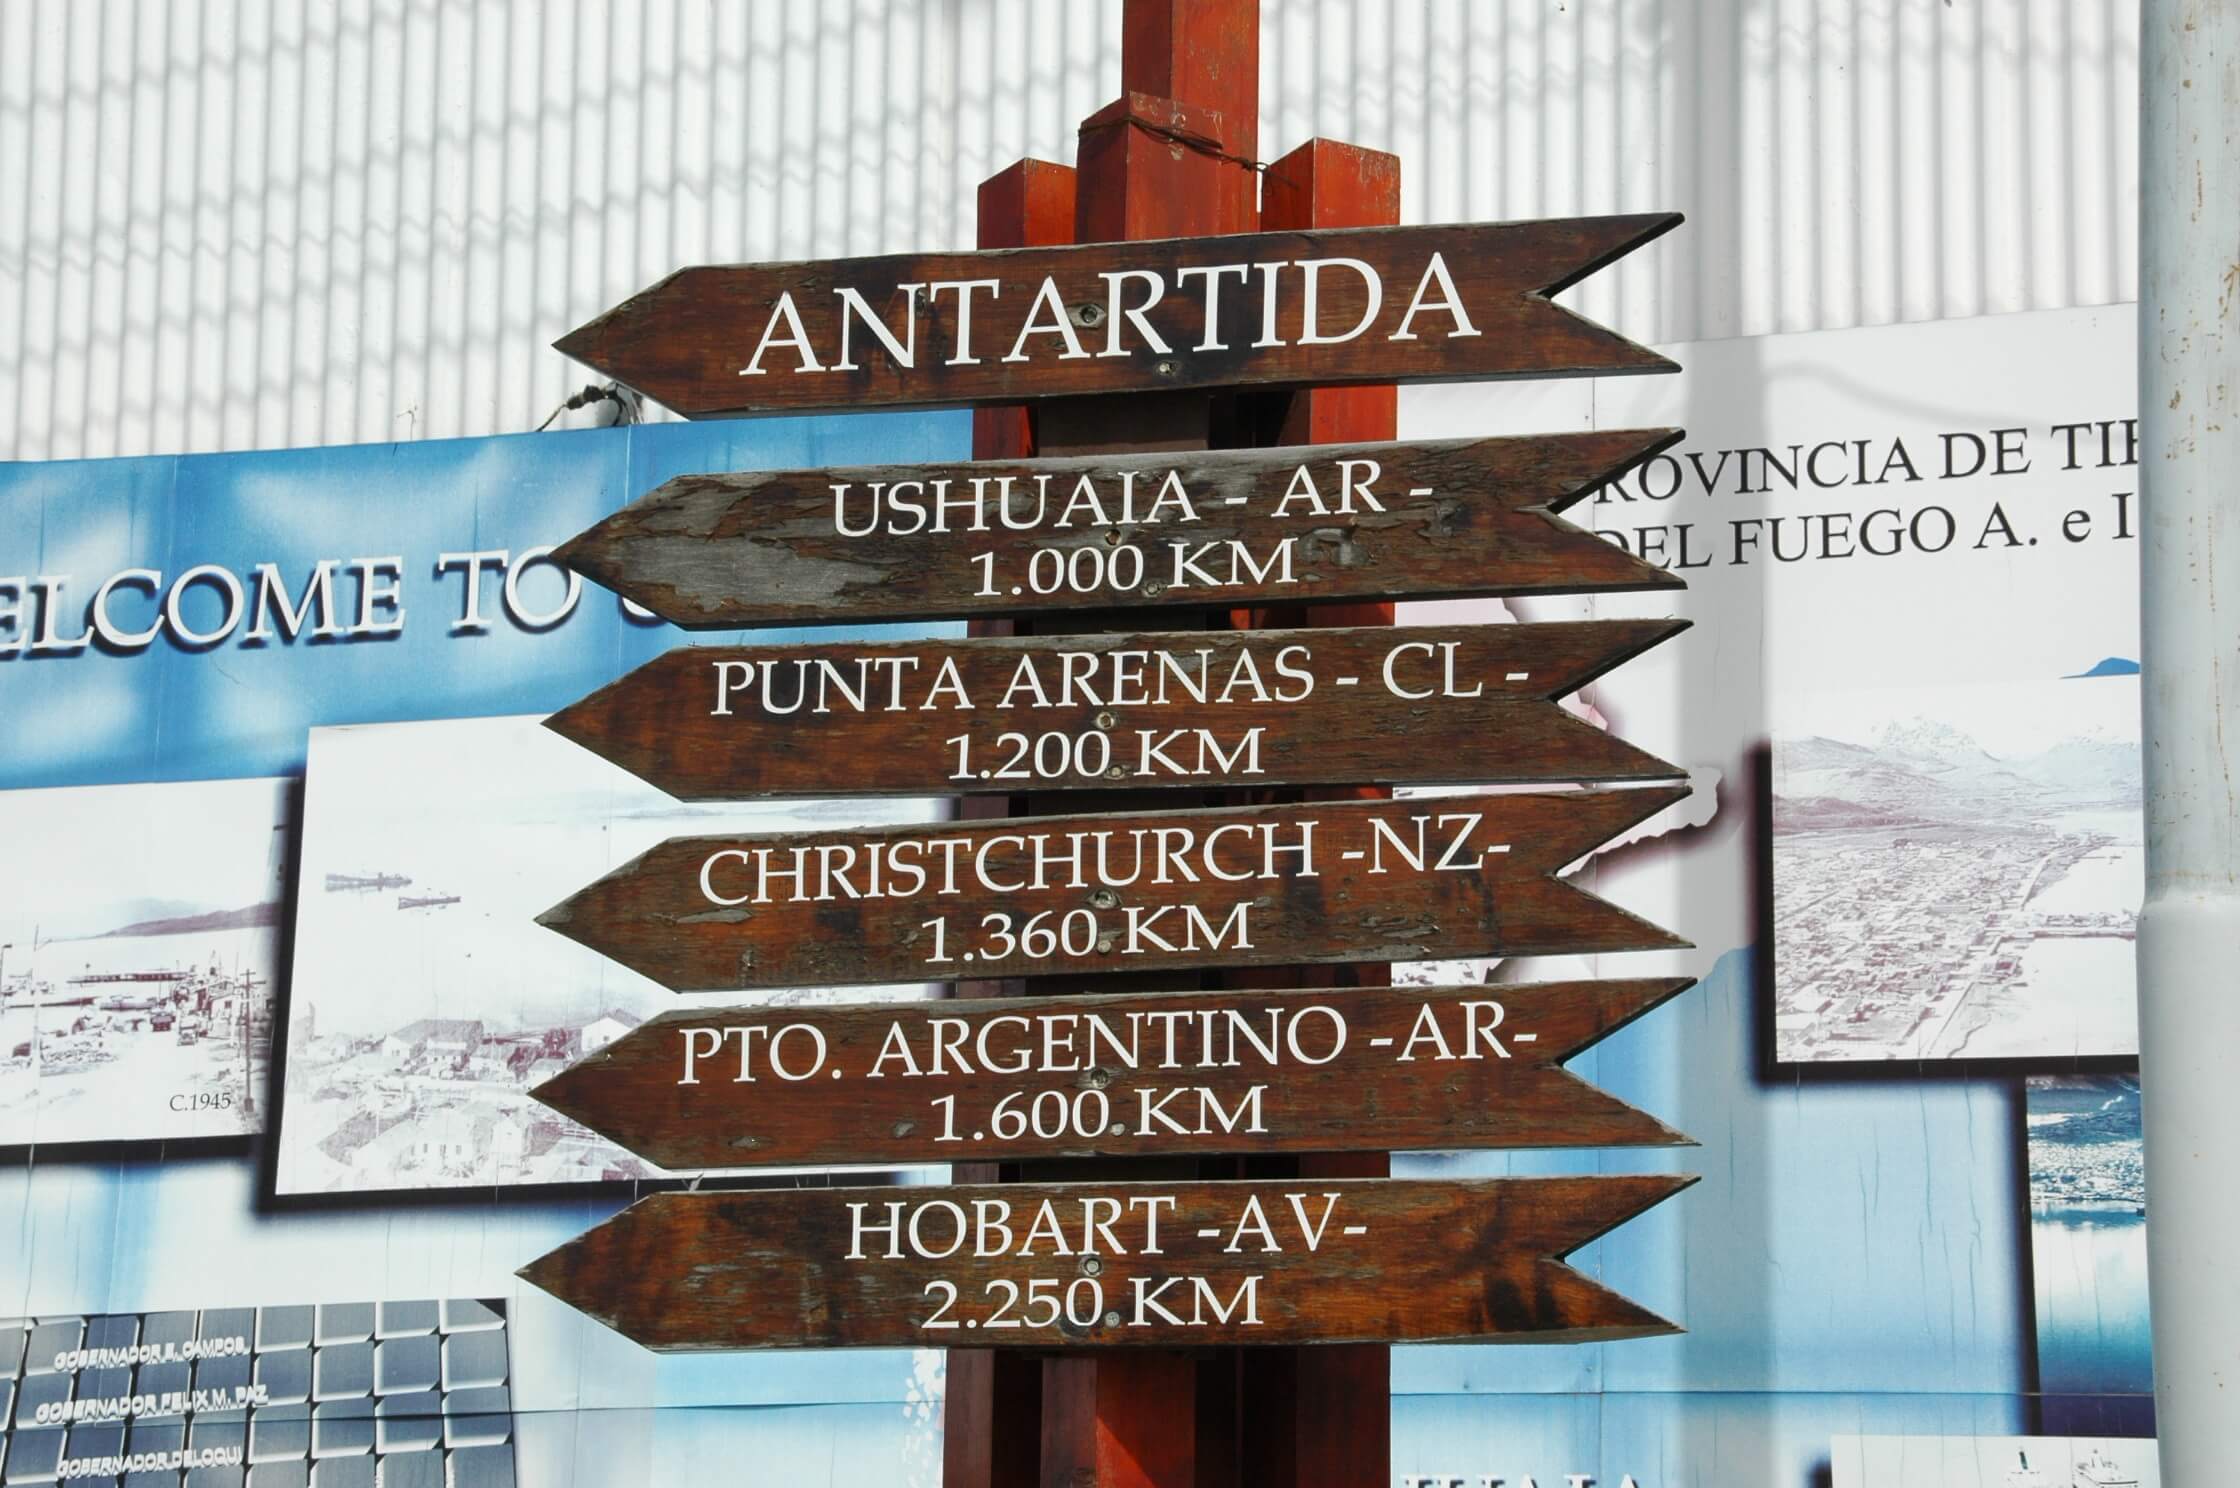 ANTARTIDA
USHUAIA - AR -
1.000 KM
PUNTA ARENAS - CL -
1.200 KM
CHRISTCHURCH -NZ-
1.360 KM
PTO. ARGENTINO -AR-
1.600 KM
HOBART -AV-
2.250 KM
ELCOME TO
ROVINCIA DE TIE
DEL FUEGO A. e I
C.1945
GOBERNADOR E. CAMPOS
GOBERNADOR FELIX M. PAZ
GOBERNADOR DELOQUI